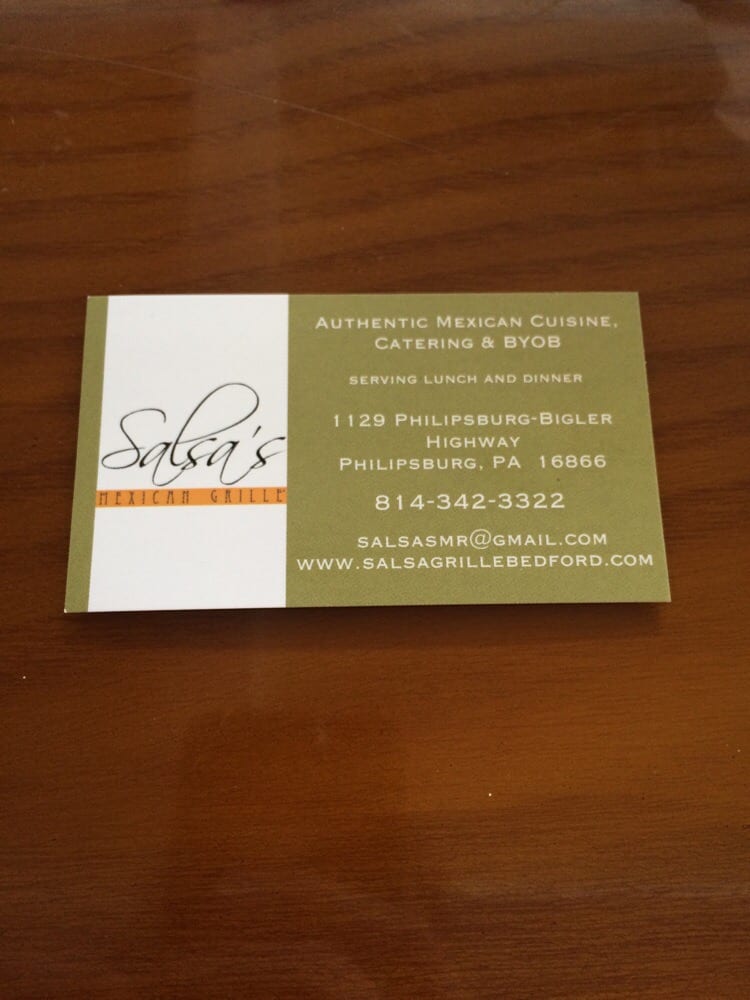 Salsa's
MEXICAN GRILLE
AUTHENTIC MEXICAN CUISINE,
CATERING & BYOB
SERVING LUNCH AND DINNER
1129 PHILIPSBURG-BIGLER
HIGHWAY
PHILIPSBURG, PA 16866
814-342-3322
SALSASMR@GMAIL.COM
WWW.SALSAGRILLEBEDFORD.COM